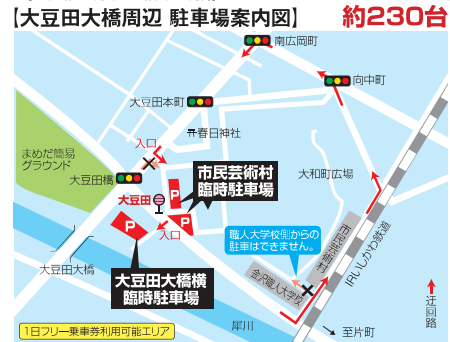 【大豆田大橋周辺 駐車場案内図】 約230台
南広岡町
向中町
大豆田本町
春日神社
入口
まめだ簡易
グラウンド
大豆田橋
市民芸術村
臨時駐車場
大和町広場
大豆田
P
P
P
入口
職人大学校側からの
駐車はできません。
市民芸術村
IRいしかわ鉄道
大豆田大橋
大豆田大橋横
臨時駐車場
金沢職人大学校
迂回路
1日フリー乗車券利用可能エリア
犀川
至片町